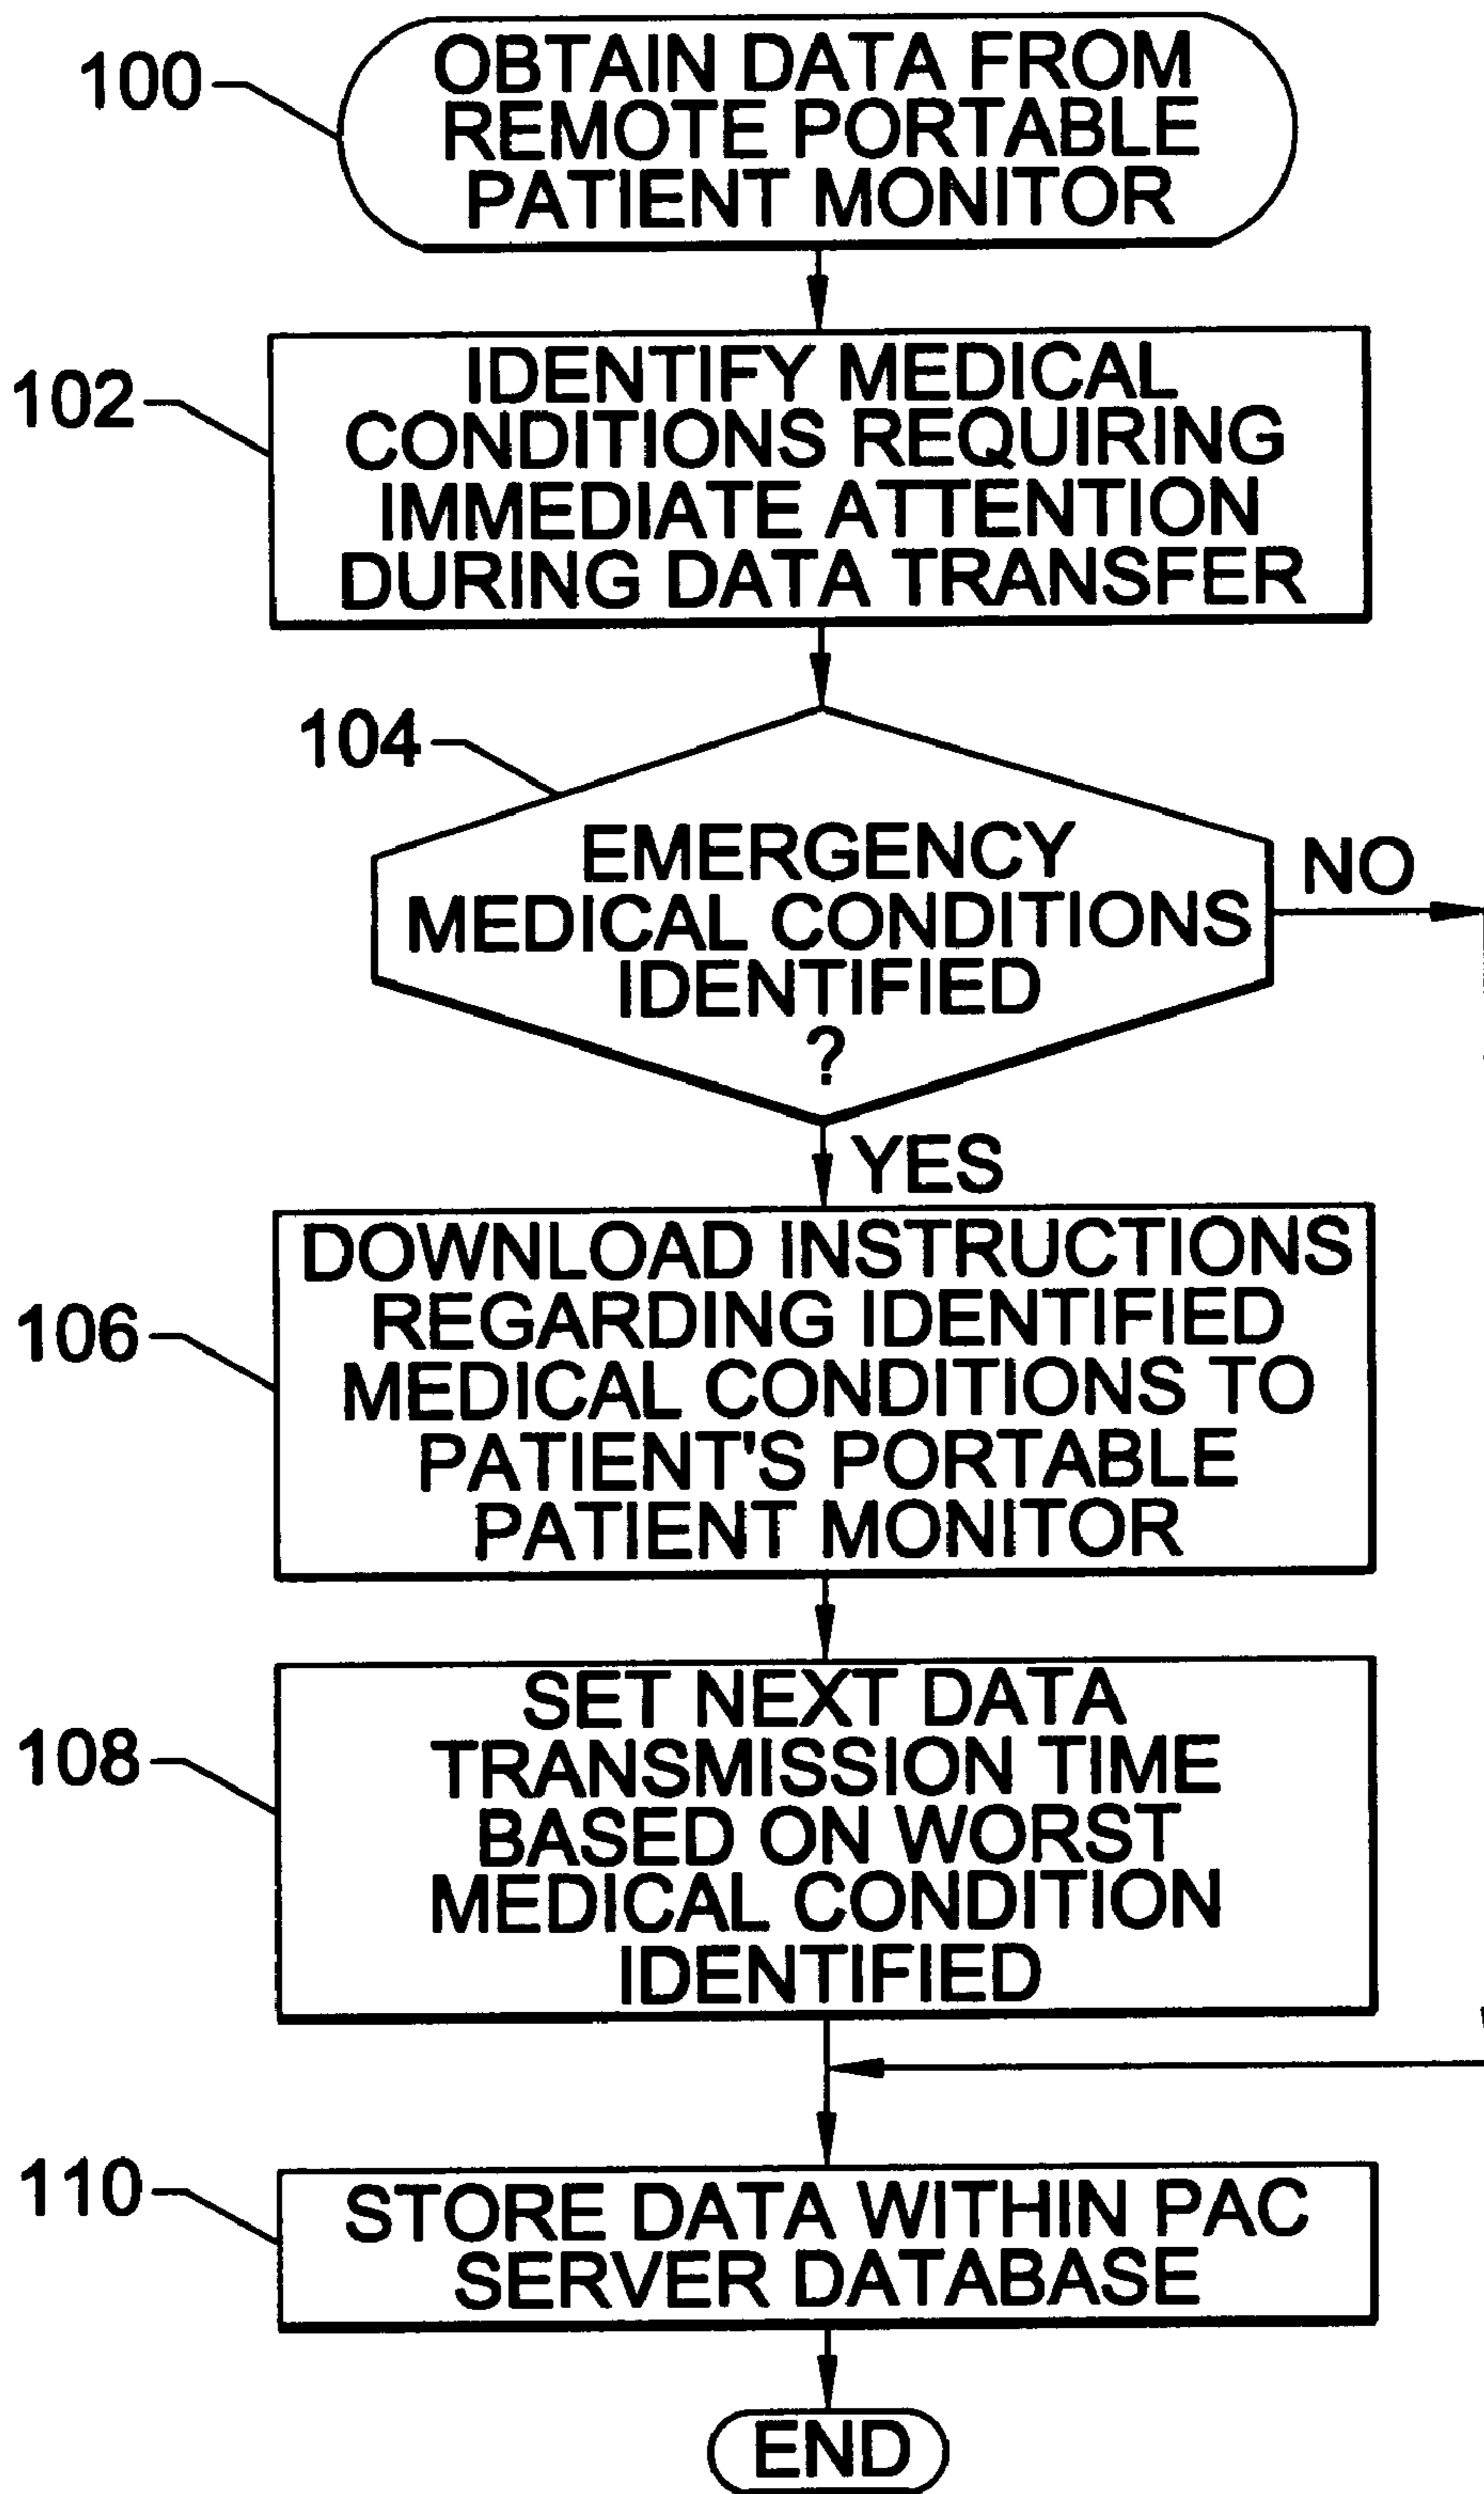 100
OBTAIN DATA FROM
REMOTE PORTABLE
PATIENT MONITOR
102
IDENTIFY MEDICAL
CONDITIONS REQUIRING
IMMEDIATE ATTENTION
DURING DATA TRANSFER
104
EMERGENCY
MEDICAL CONDITIONS
IDENTIFIED
?
NO
YES
106
DOWNLOAD INSTRUCTIONS
REGARDING IDENTIFIED
MEDICAL CONDITIONS TO
PATIENT'S PORTABLE
PATIENT MONITOR
108
SET NEXT DATA
TRANSMISSION TIME
BASED ON WORST
MEDICAL CONDITION
IDENTIFIED
110
STORE DATA WITHIN PAC
SERVER DATABASE
END